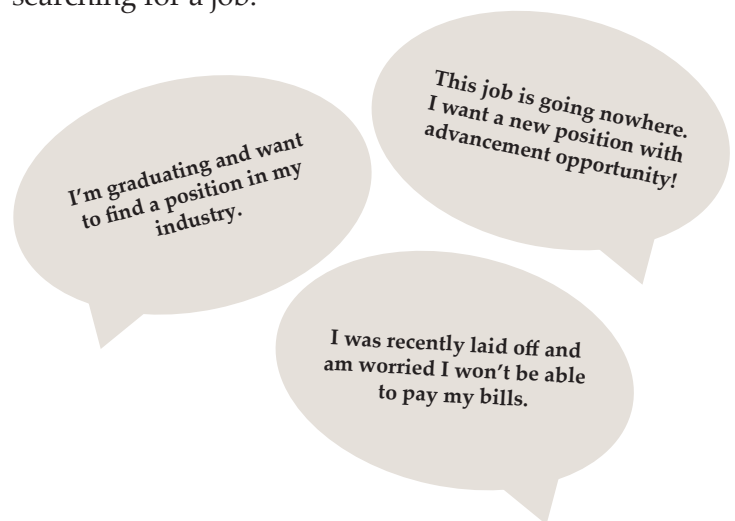 searching for a job.
I'm graduating and want
to find a position in my
industry.
This job is going nowhere.
I want a new position with
advancement opportunity!
I was recently laid off and
am worried I won't be able
to pay my bills.